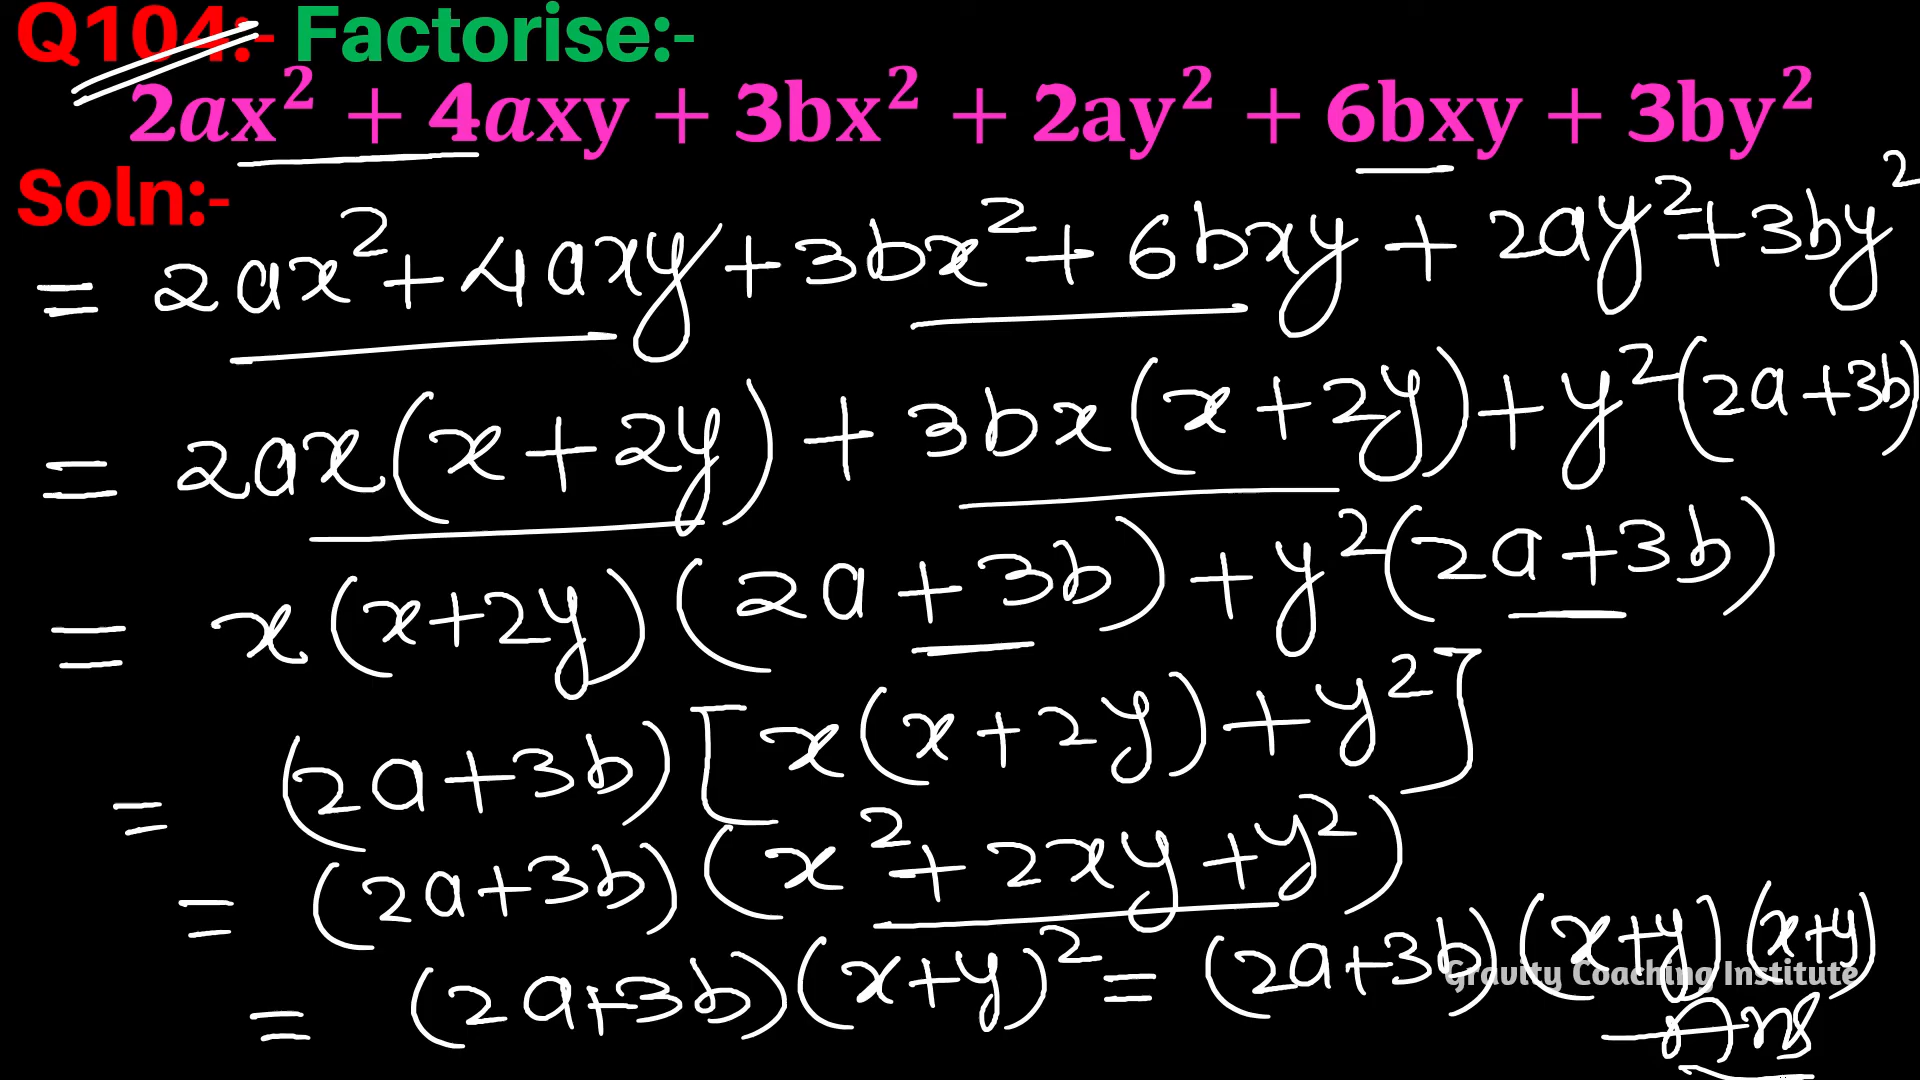 Q104:- Factorise:-
2ax² + 4axy + 3bx² + 2ay² + 6bxy + 3by²
Soln:-
= 2ax² + 4axy + 3bx² + 6bxy + 2ay² + 3by²
= 2ax(x+2y) + 3bx(x+2y) + y²(2a+3b)
= x(x+2y)(2a+3b) + y²(2a+3b)
= (2a+3b)[x(x+2y)+y²]
= (2a+3b)(x²+2xy+y²)
= (2a+3b)(x+y)² = (2a+3b)(x+y)(x+y)
Gravity Coaching Institute
Ans